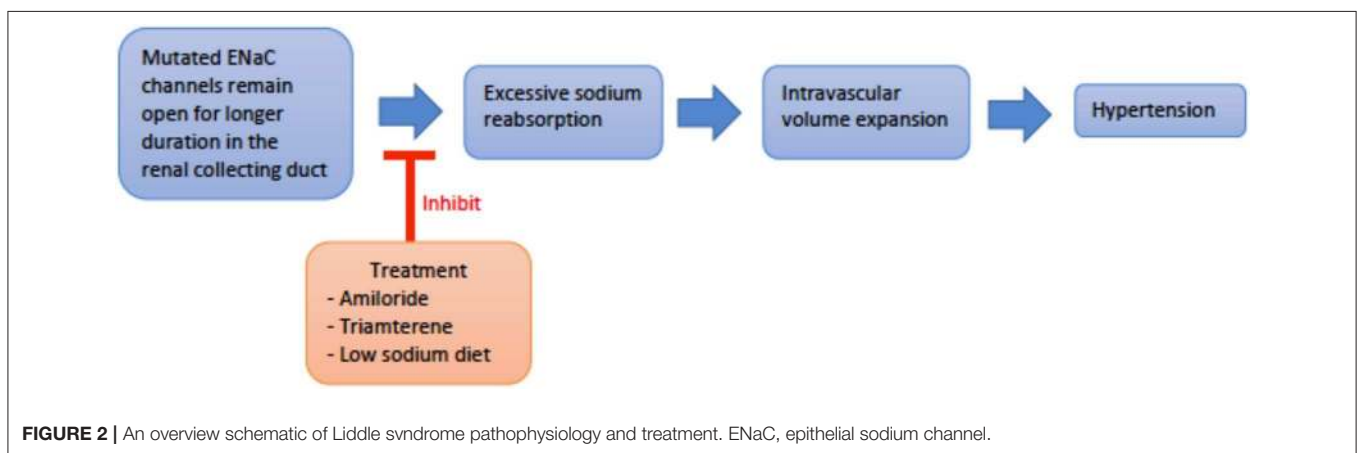 Mutated ENaC
channels remain
open for longer
duration in the
renal collecting duct
Excessive sodium
reabsorption
Intravascular
volume expansion
Hypertension
Inhibit
Treatment
- Amiloride
- Triamterene
- Low sodium diet
FIGURE 2 | An overview schematic of Liddle syndrome pathophysiology and treatment. ENaC, epithelial sodium channel.